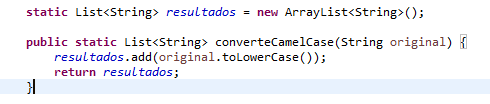 static List<String> resultados = new ArrayList<String>();
public static List<String> converteCamelCase(String original) {
resultados.add(original.toLowerCase());
return resultados;
}